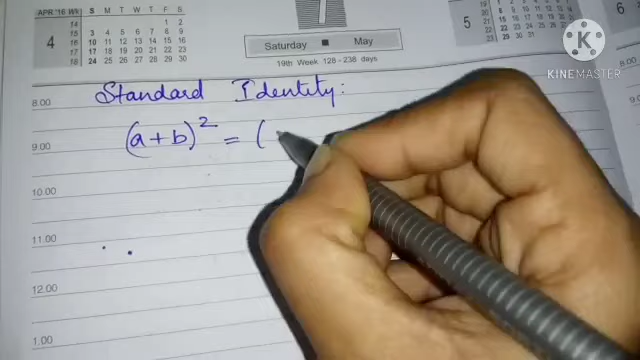 APR,'16 Wk S M T W T F S
14 1 2
15 3 4 5 6 7 8 9
4 16 10 11 12 13 14 15 16
17 17 18 19 20 21 22 23
18 24 25 26 27 28 29 30
7
Saturday ■ May
19th Week 128 - 238 days
5
KINEMASTER
8.00 Standard Identity:
9.00 (a+b)² = (
10.00
11.00
12.00
1.00